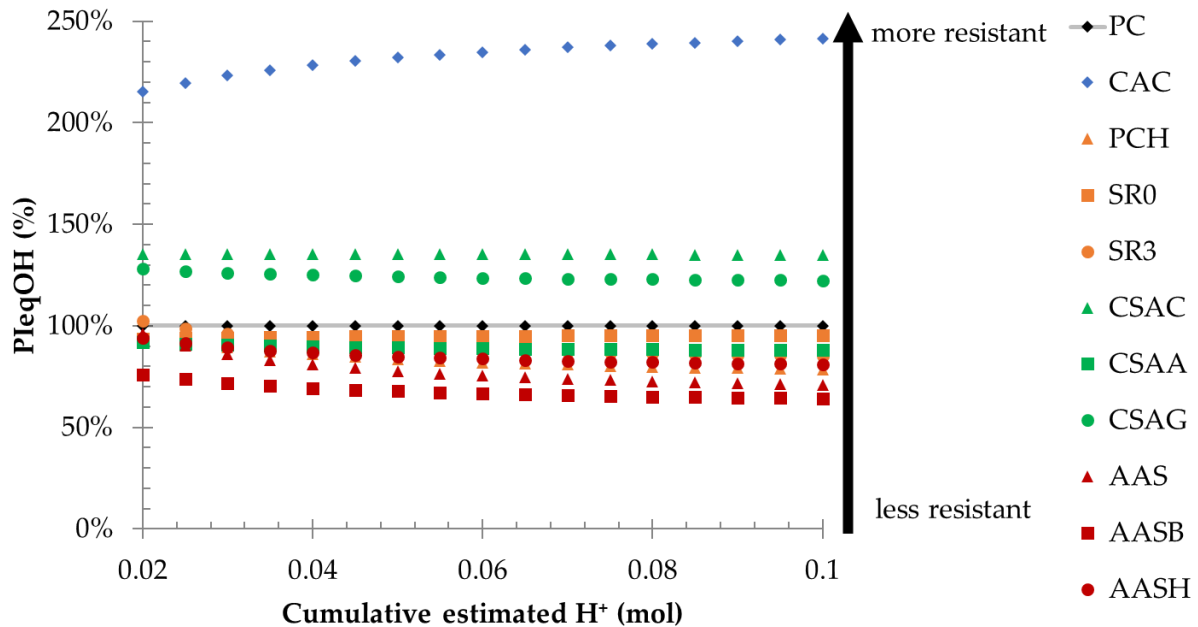 250%
200%
150%
100%
50%
0%
PIeqOH (%)
0.02
0.04
0.06
0.08
0.1
Cumulative estimated H⁺ (mol)
more resistant
less resistant
PC
CAC
PCH
SR0
SR3
CSAC
CSAA
CSAG
AAS
AASB
AASH